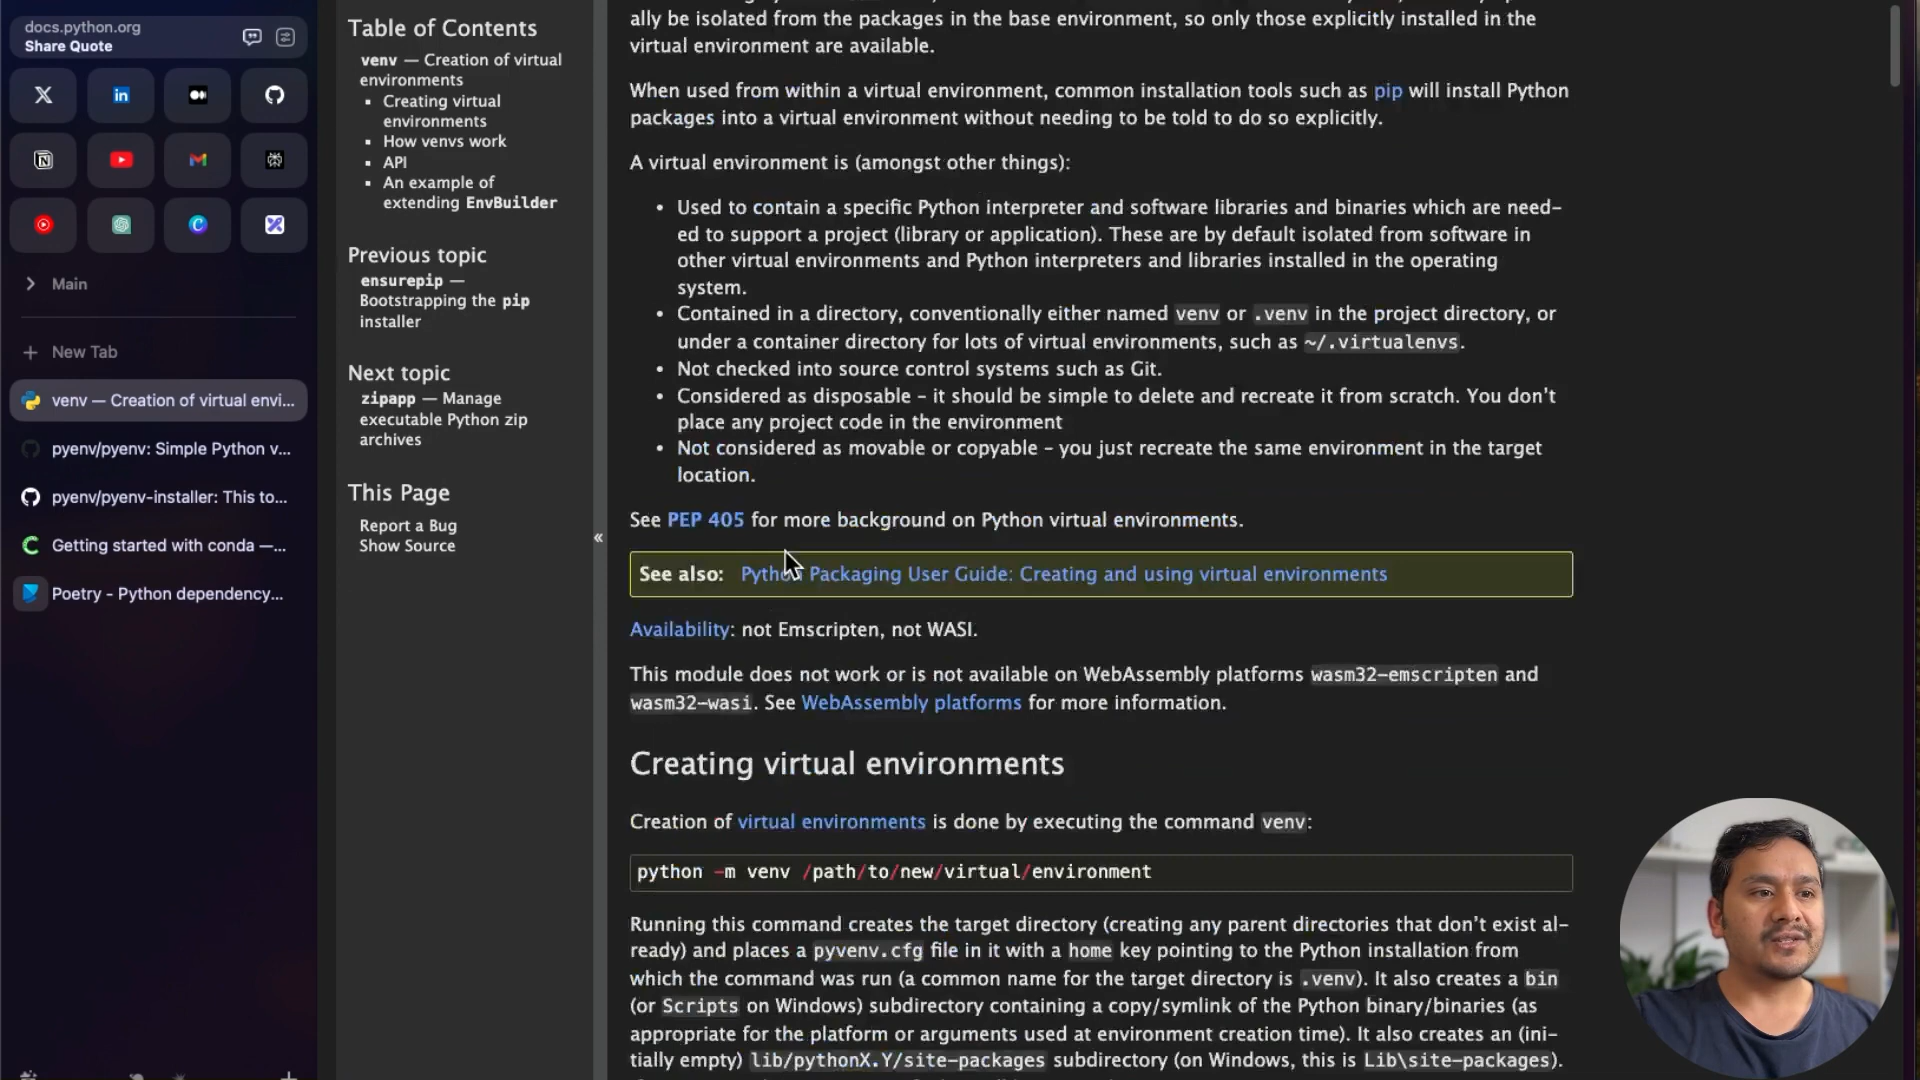 docs.python.org
Share Quote
Main
New Tab
venv — Creation of virtual envi...
pyenv/pyenv: Simple Python v...
pyenv/pyenv-installer: This to...
Getting started with conda —...
Poetry - Python dependency...
Table of Contents
venv — Creation of virtual
environments
Creating virtual
environments
How venvs work
API
An example of
extending EnvBuilder
Previous topic
ensurepip —
Bootstrapping the pip
installer
Next topic
zipapp — Manage
executable Python zip
archives
This Page
Report a Bug
Show Source
«
ally be isolated from the packages in the base environment, so only those explicitly installed in the
virtual environment are available.
When used from within a virtual environment, common installation tools such as pip will install Python
packages into a virtual environment without needing to be told to do so explicitly.
A virtual environment is (amongst other things):
• Used to contain a specific Python interpreter and software libraries and binaries which are need-
ed to support a project (library or application). These are by default isolated from software in
other virtual environments and Python interpreters and libraries installed in the operating
system.
• Contained in a directory, conventionally either named venv or .venv in the project directory, or
under a container directory for lots of virtual environments, such as ~/.virtualenvs.
• Not checked into source control systems such as Git.
• Considered as disposable – it should be simple to delete and recreate it from scratch. You don’t
place any project code in the environment
• Not considered as movable or copyable – you just recreate the same environment in the target
location.
See PEP 405 for more background on Python virtual environments.
See also: Python Packaging User Guide: Creating and using virtual environments
Availability: not Emscripten, not WASI.
This module does not work or is not available on WebAssembly platforms wasm32-emscripten and
wasm32-wasi. See WebAssembly platforms for more information.
Creating virtual environments
Creation of virtual environments is done by executing the command venv:
python -m venv /path/to/new/virtual/environment
Running this command creates the target directory (creating any parent directories that don’t exist al-
ready) and places a pyvenv.cfg file in it with a home key pointing to the Python installation from
which the command was run (a common name for the target directory is .venv). It also creates a bin
(or Scripts on Windows) subdirectory containing a copy/symlink of the Python binary/binaries (as
appropriate for the platform or arguments used at environment creation time). It also creates an (ini-
tially empty) lib/pythonX.Y/site-packages subdirectory (on Windows, this is Lib\site-packages).